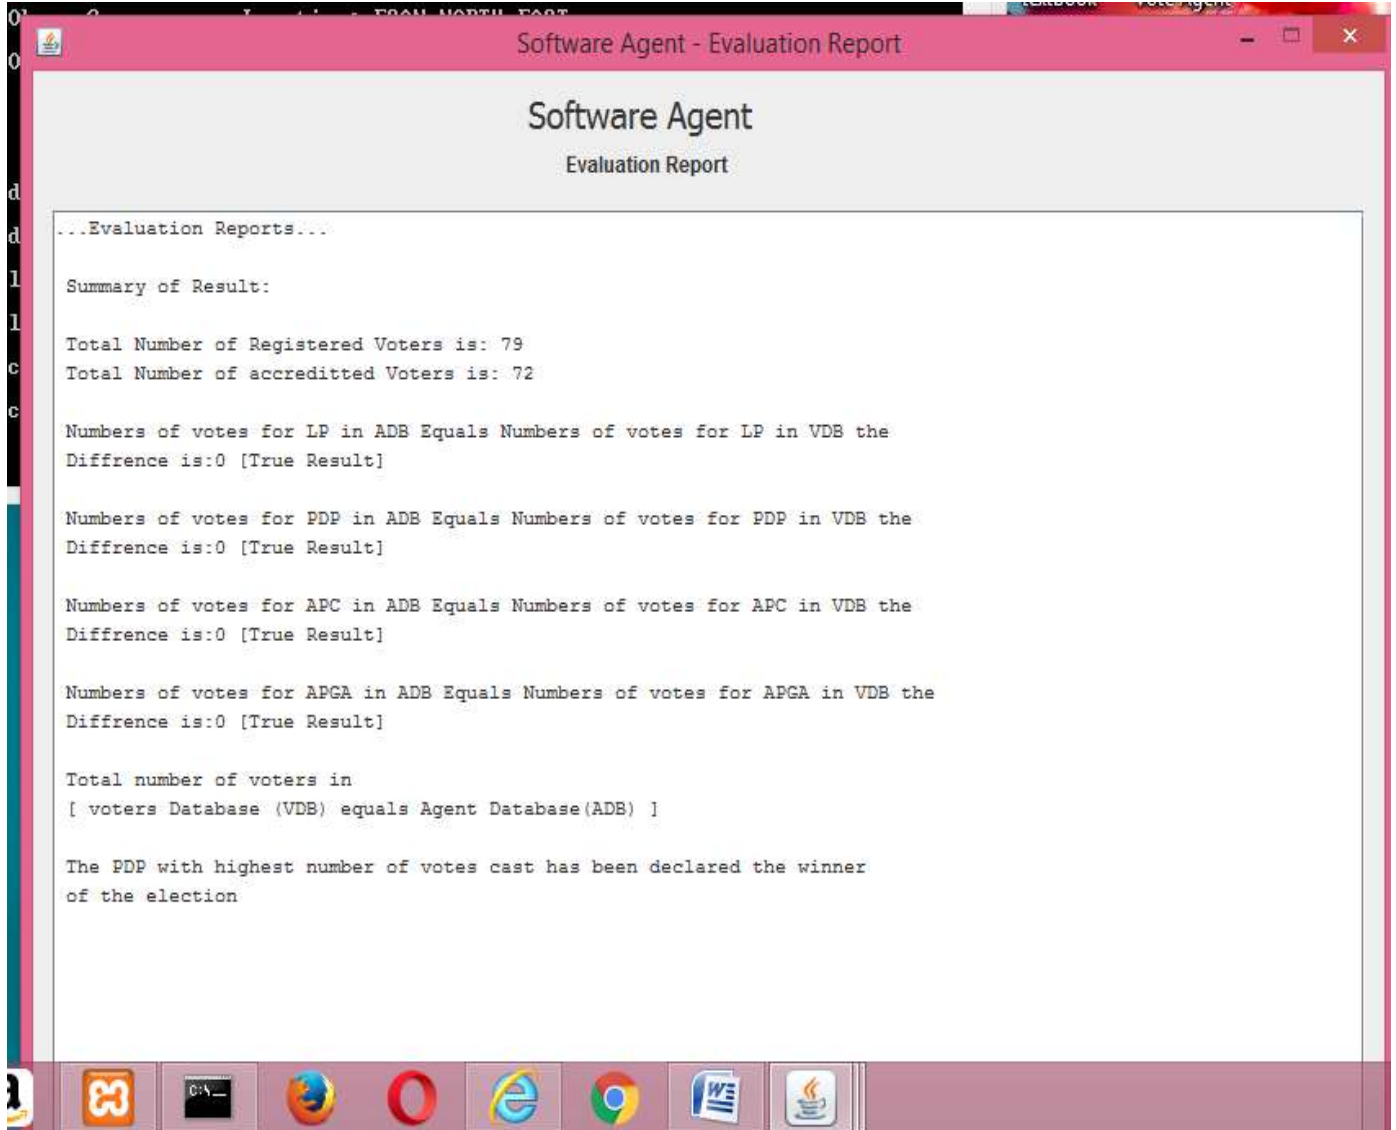 FROM NORTH EAST
Software Agent - Evaluation Report
Software Agent
Evaluation Report
...Evaluation Reports...
Summary of Result:
Total Number of Registered Voters is: 79
Total Number of accreditted Voters is: 72
Numbers of votes for LP in ADB Equals Numbers of votes for LP in VDB the
Diffrence is:0 [True Result]
Numbers of votes for PDP in ADB Equals Numbers of votes for PDP in VDB the
Diffrence is:0 [True Result]
Numbers of votes for APC in ADB Equals Numbers of votes for APC in VDB the
Diffrence is:0 [True Result]
Numbers of votes for APGA in ADB Equals Numbers of votes for APGA in VDB the
Diffrence is:0 [True Result]
Total number of voters in
[ voters Database (VDB) equals Agent Database(ADB) ]
The PDP with highest number of votes cast has been declared the winner
of the election
C:\_